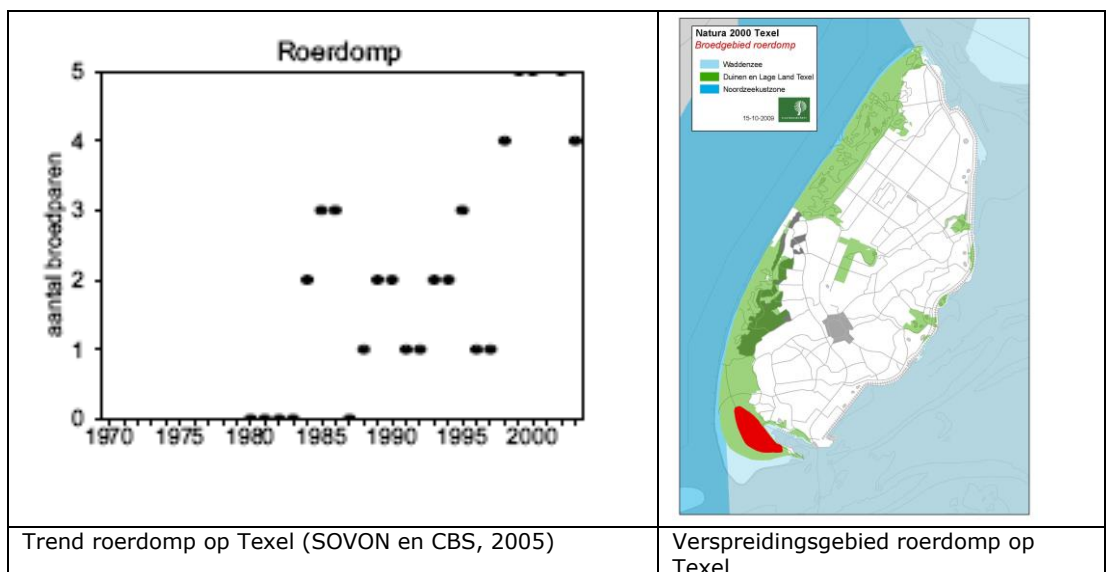 Roerdomp
aantal broedparen
5
4
3
2
1
0
1970 1975 1980 1985 1990 1995 2000
Natura 2000 Texel
Broedgebied roerdomp
Waddenzee
Duinen en Lage Land Texel
Noordzeekustzone
15-10-2009
Trend roerdomp op Texel (SOVON en CBS, 2005)
Verspreidingsgebied roerdomp op
Texel